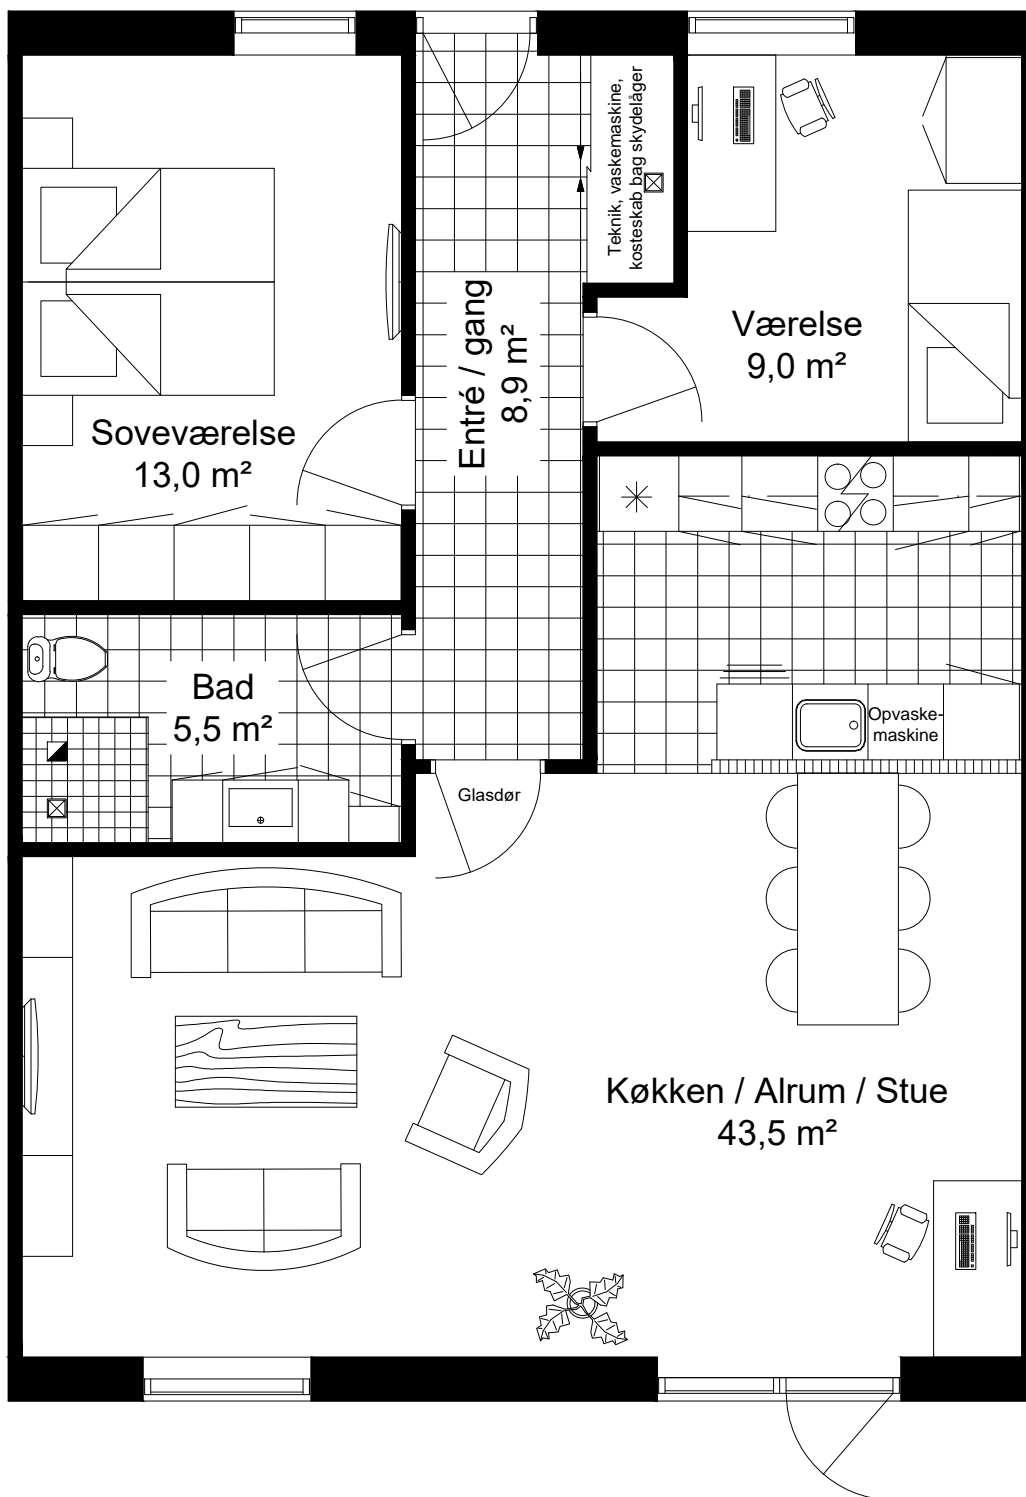 Teknik, vaskemaskine,
kosteskab bag skydelåger
Værelse
9,0 m²
Entré / gang
8,9 m²
Soveværelse
13,0 m²
Bad
5,5 m²
Opvaske-
maskine
Glasdør
Køkken / Alrum / Stue
43,5 m²